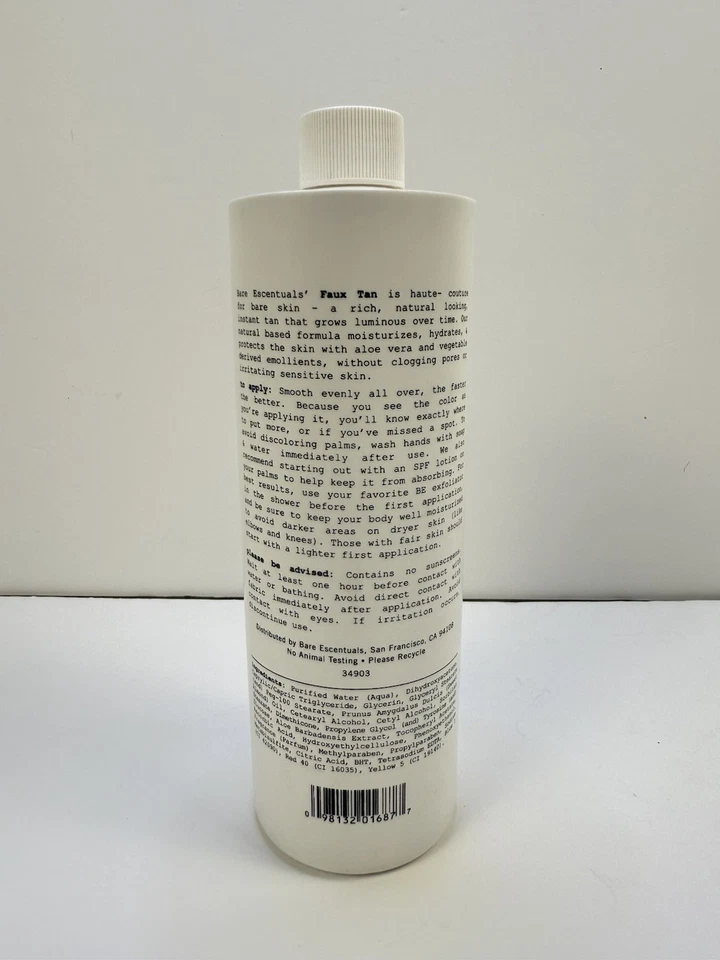 Bare Escentuals' Faux Tan is haute- couture
for bare skin – a rich, natural looking,
instant tan that grows luminous over time. Our
natural based formula moisturizes, hydrates, &
protects the skin with aloe vera and vegetable
derived emollients, without clogging pores or
irritating sensitive skin.
to apply: Smooth evenly all over, the faster
the better. Because you see the color as
you're applying it, you'll know exactly where
to put more, or if you've missed a spot. To
avoid discoloring palms, wash hands with soap
& water immediately after use. We also
recommend starting out with an SPF lotion on
your palms to help keep it from absorbing. For
best results, use your favorite BE exfoliator
in the shower before the first application,
and be sure to keep your body well moisturized
to avoid darker areas on dryer skin (like
elbows and knees). Those with fair skin should
start with a lighter first application.
please be advised: Contains no sunscreens.
Wait at least one hour before contact with
water or bathing. Avoid direct contact with
fabric immediately after application. Avoid
contact with eyes. If irritation occurs,
discontinue use.
Distributed by Bare Escentuals, San Francisco, CA 94108
No Animal Testing • Please Recycle
34903
Ingredients: Purified Water (Aqua), Dihydroxyacetone,
Caprylic/Capric Triglyceride, Glycerin, Glyceryl Stearate
Peg-100 Stearate, Prunus Amygdalus Dulcis
Oil, Cetearyl Alcohol, Cetyl Alcohol,
Dimethicone, Propylene Glycol (and) Tyrosine
Aloe Barbadensis Extract, Tocopheryl
Acid, Hydroxyethylcellulose,
(Parfum), Methylparaben, Propylparaben,
Citric Acid, BHT, Tetrasodium EDTA,
Red 40 (CI 16035), Yellow 5 (CI 19140).
0 98132 01687 7